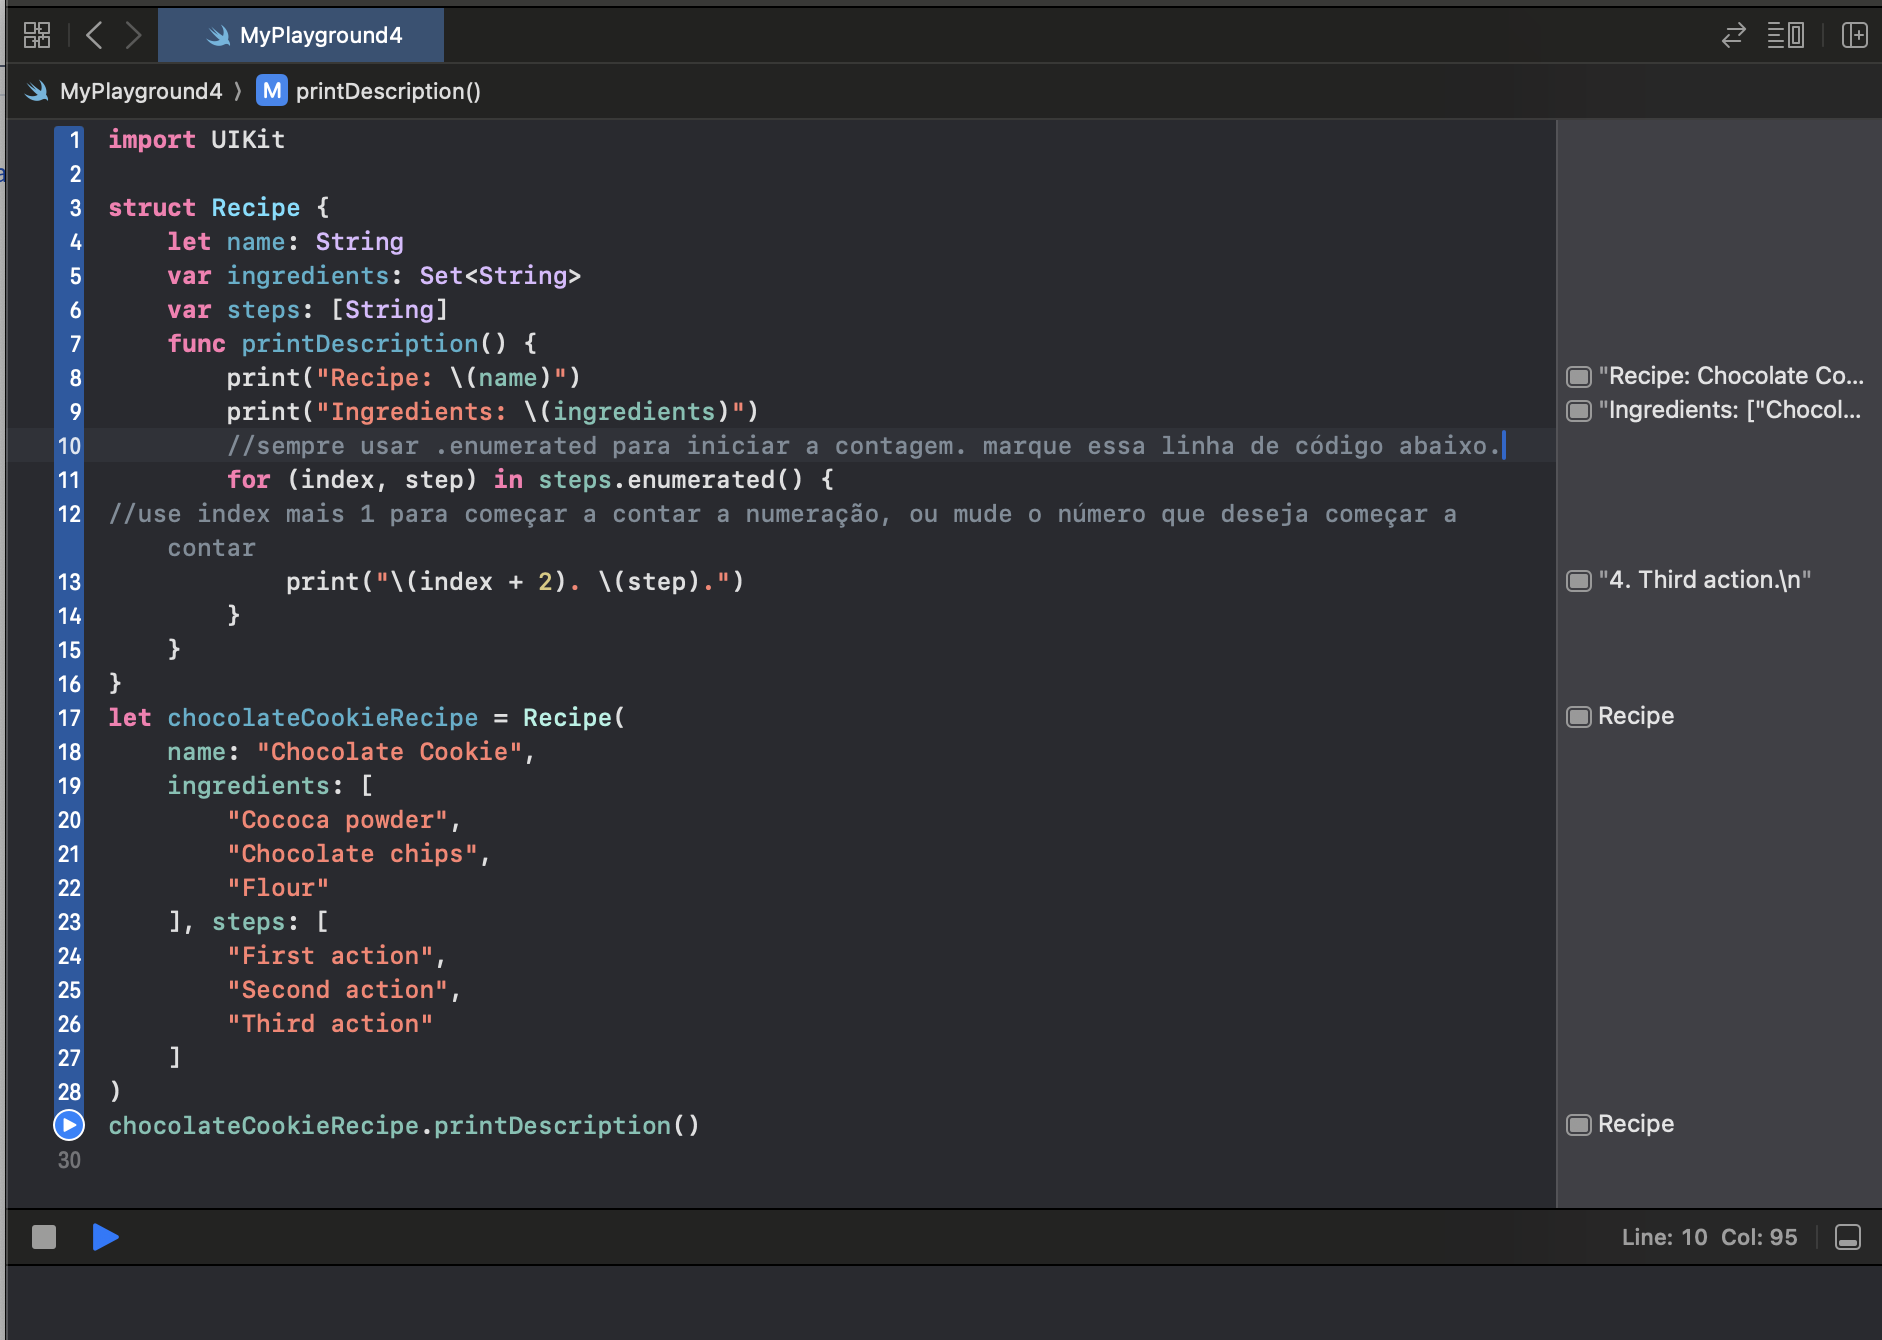 MyPlayground4
MyPlayground4 〉 M printDescription()
1 import UIKit
2
3 struct Recipe {
4     let name: String
5     var ingredients: Set<String>
6     var steps: [String]
7     func printDescription() {
8         print("Recipe: \(name)") "Recipe: Chocolate Co...
9         print("Ingredients: \(ingredients)") "Ingredients: ["Chocol...
10         //sempre usar .enumerated para iniciar a contagem. marque essa linha de código abaixo.
11         for (index, step) in steps.enumerated() {
12 //use index mais 1 para começar a contar a numeração, ou mude o número que deseja começar a
contar
13             print("\(index + 2). \(step).") "4. Third action.\n"
14         }
15     }
16 }
17 let chocolateCookieRecipe = Recipe( Recipe
18     name: "Chocolate Cookie",
19     ingredients: [
20         "Cococa powder",
21         "Chocolate chips",
22         "Flour"
23     ], steps: [
24         "First action",
25         "Second action",
26         "Third action"
27     ]
28 )
chocolateCookieRecipe.printDescription() Recipe
30
Line: 10 Col: 95